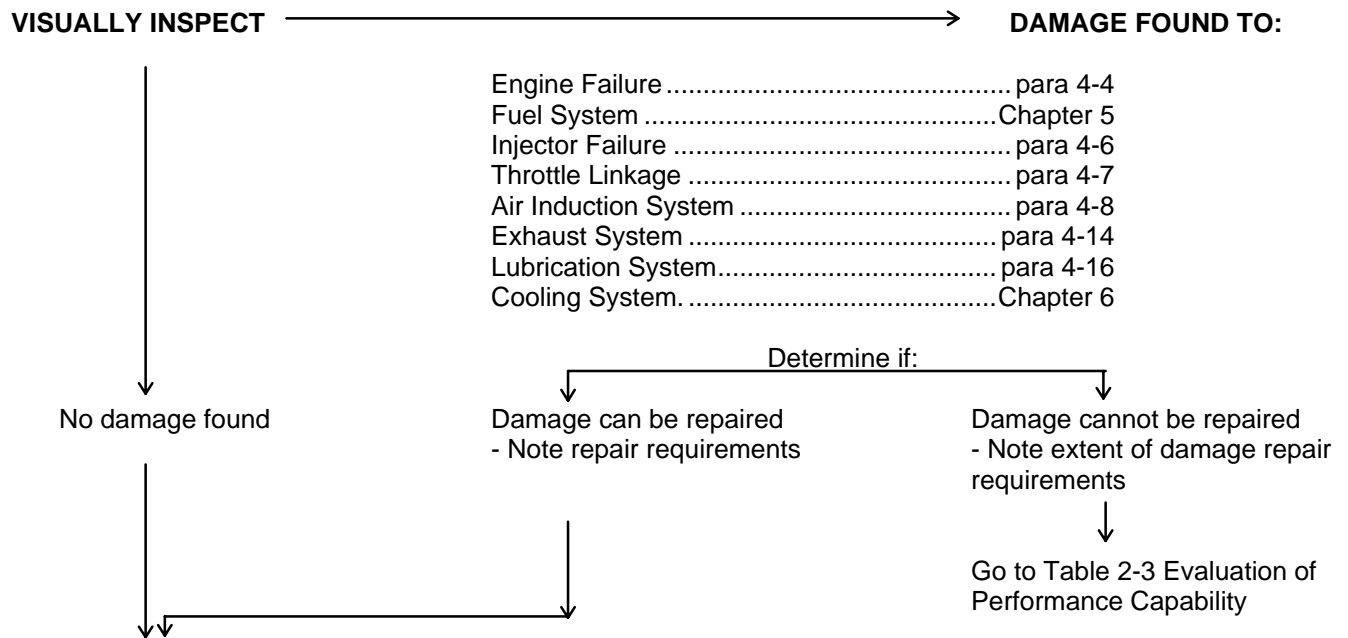 VISUALLY INSPECT
DAMAGE FOUND TO:
Engine Failure ............................................... para 4-4
Fuel System ................................................Chapter 5
Injector Failure .............................................. para 4-6
Throttle Linkage ............................................ para 4-7
Air Induction System ..................................... para 4-8
Exhaust System .......................................... para 4-14
Lubrication System...................................... para 4-16
Cooling System. ..........................................Chapter 6
Determine if:
No damage found
Damage can be repaired
- Note repair requirements
Damage cannot be repaired
- Note extent of damage repair
requirements
Go to Table 2-3 Evaluation of
Performance Capability